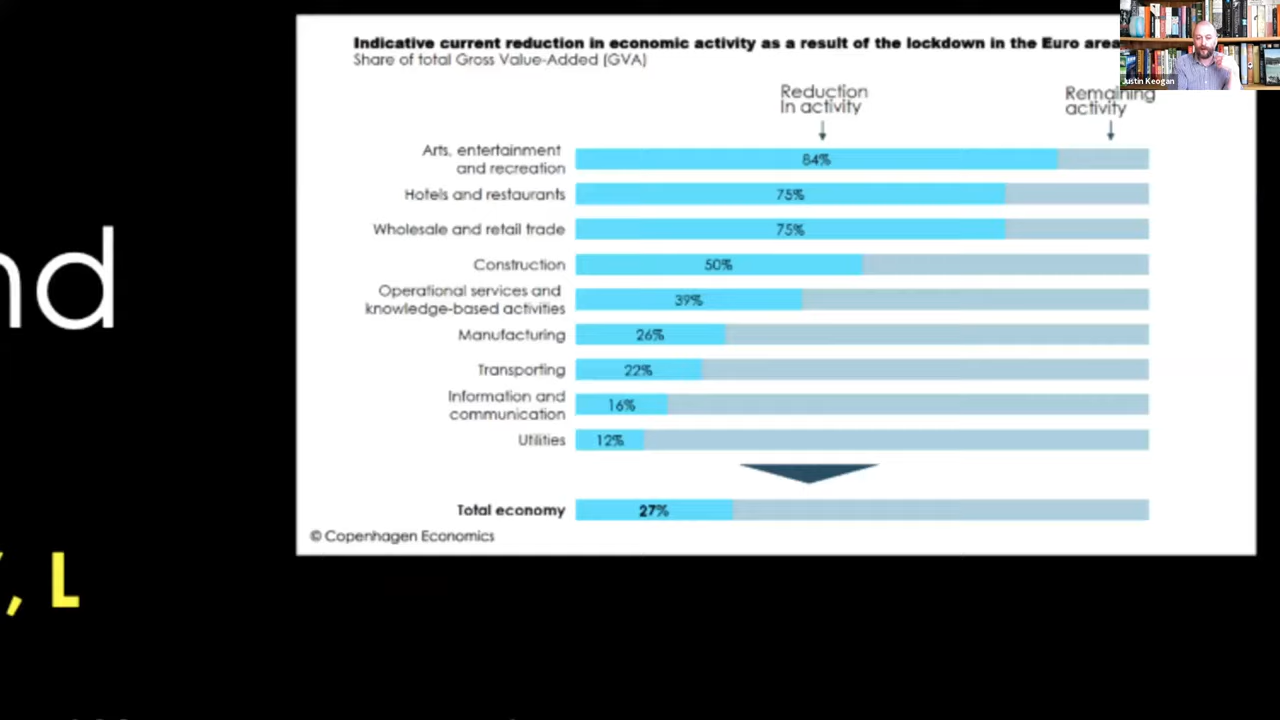 Indicative current reduction in economic activity as a result of the lockdown in the Euro area
Share of total Gross Value-Added (GVA)
Justin Keogan
Reduction
In activity
Remaining
activity
Arts, entertainment
and recreation
84%
Hotels and restaurants
75%
Wholesale and retail trade
75%
Construction
50%
Operational services and
knowledge-based activities
39%
Manufacturing
26%
Transporting
22%
Information and
communication
16%
Utilities
12%
Total economy
27%
© Copenhagen Economics
nd
, L